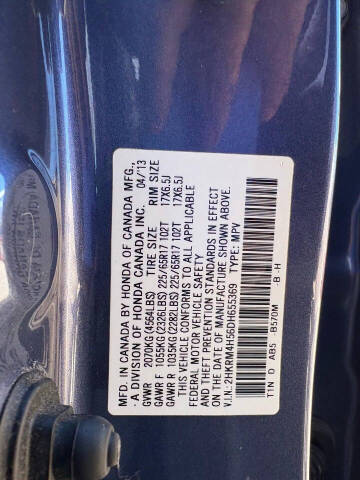 MFD. IN CANADA BY HONDA OF CANADA MFG.,
- A DIVISION OF HONDA CANADA INC. 04/13
GVWR 2070KG (4564LBS) TIRE SIZE RIM SIZE
GAWR F 1055KG (2326LBS) 225/65R17 102T 17X6.5J
GAWR R 1035KG (2282LBS) 225/65R17 102T 17X6.5J
THIS VEHICLE CONFORMS TO ALL APPLICABLE
FEDERAL MOTOR VEHICLE SAFETY
AND THEFT PREVENTION STANDARDS IN EFFECT
ON THE DATE OF MANUFACTURE SHOWN ABOVE.
V.I.N.: 2HKRM4H56DH655369 TYPE: MPV
T1N D AB5 B570M
B -H